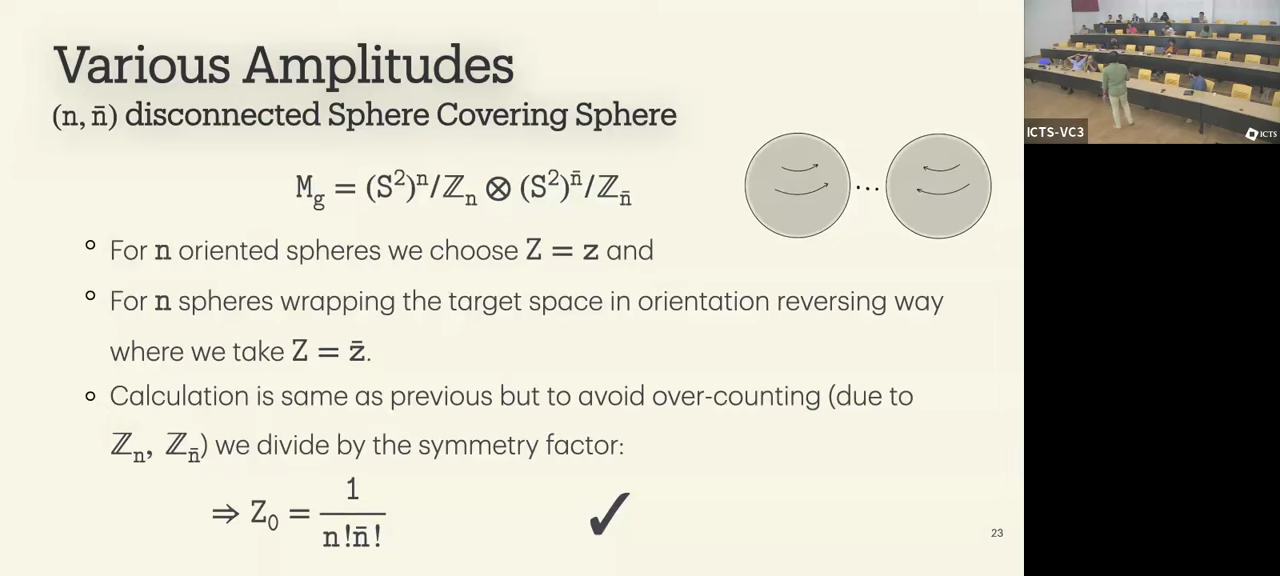 Various Amplitudes
(n, n̄) disconnected Sphere Covering Sphere
M_g = (S²)ⁿ/ℤ_n ⊗ (S²)^n̄/ℤ_n̄
...
° For n oriented spheres we choose Z = z and
° For n spheres wrapping the target space in orientation reversing way
where we take Z = z̄.
° Calculation is same as previous but to avoid over-counting (due to
ℤ_n, ℤ_n̄) we divide by the symmetry factor:
⇒ Z₀ = 1/(n!n̄!) ✓
23
ICTS-VC3
ICTS